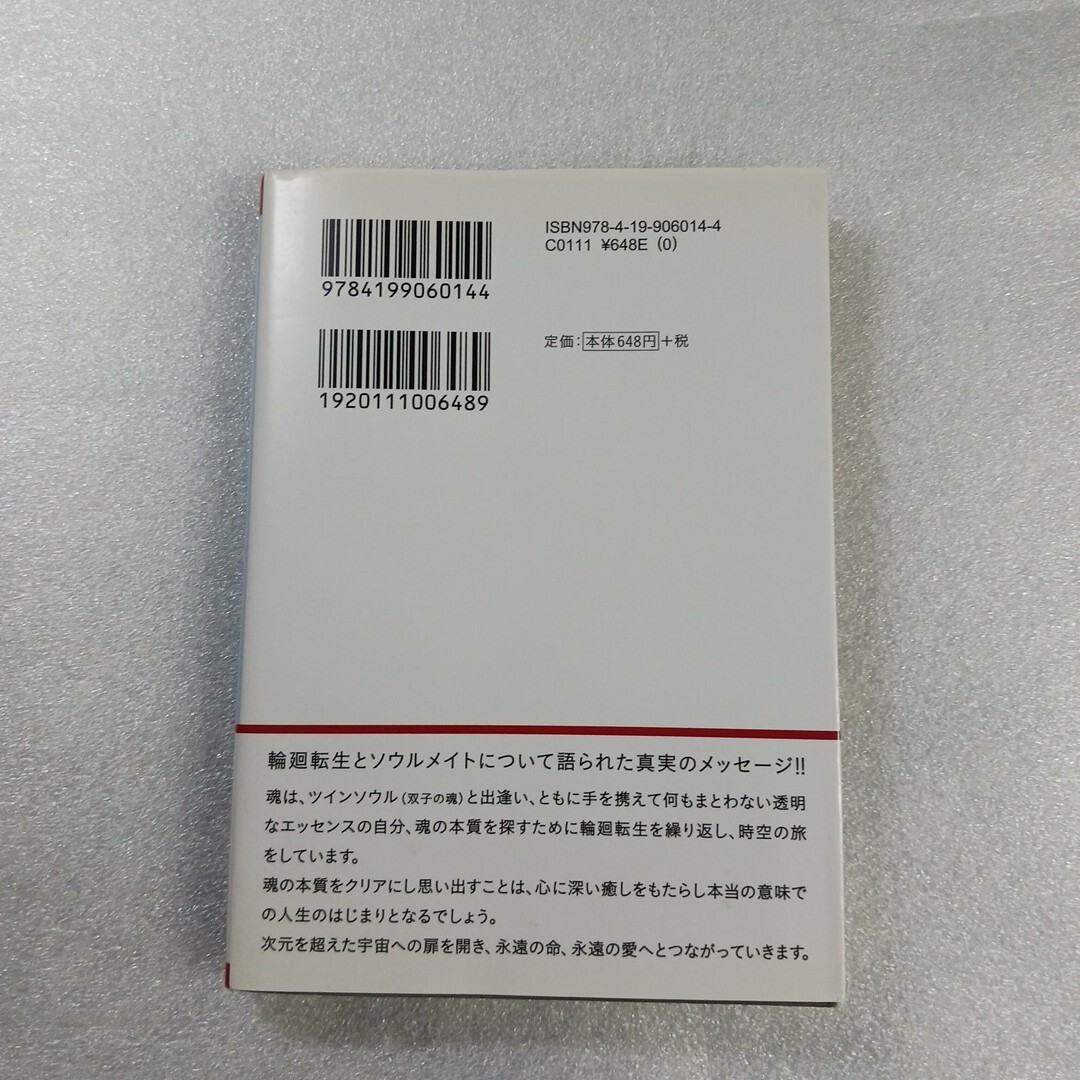 ISBN978-4-19-906014-4
C0111 ¥648E (0)
9784199060144
定価：本体648円＋税
1920111006489
輪廻転生とソウルメイトについて語られた真実のメッセージ!!
魂は、ツインソウル（双子の魂）と出逢い、ともに手を携えて何もまとわない透明
なエッセンスの自分、魂の本質を探すために輪廻転生を繰り返し、時空の旅
をしています。
魂の本質をクリアにし思い出すことは、心に深い癒しをもたらし本当の意味で
の人生のはじまりとなるでしょう。
次元を超えた宇宙への扉を開き、永遠の命、永遠の愛へとつながっていきます。